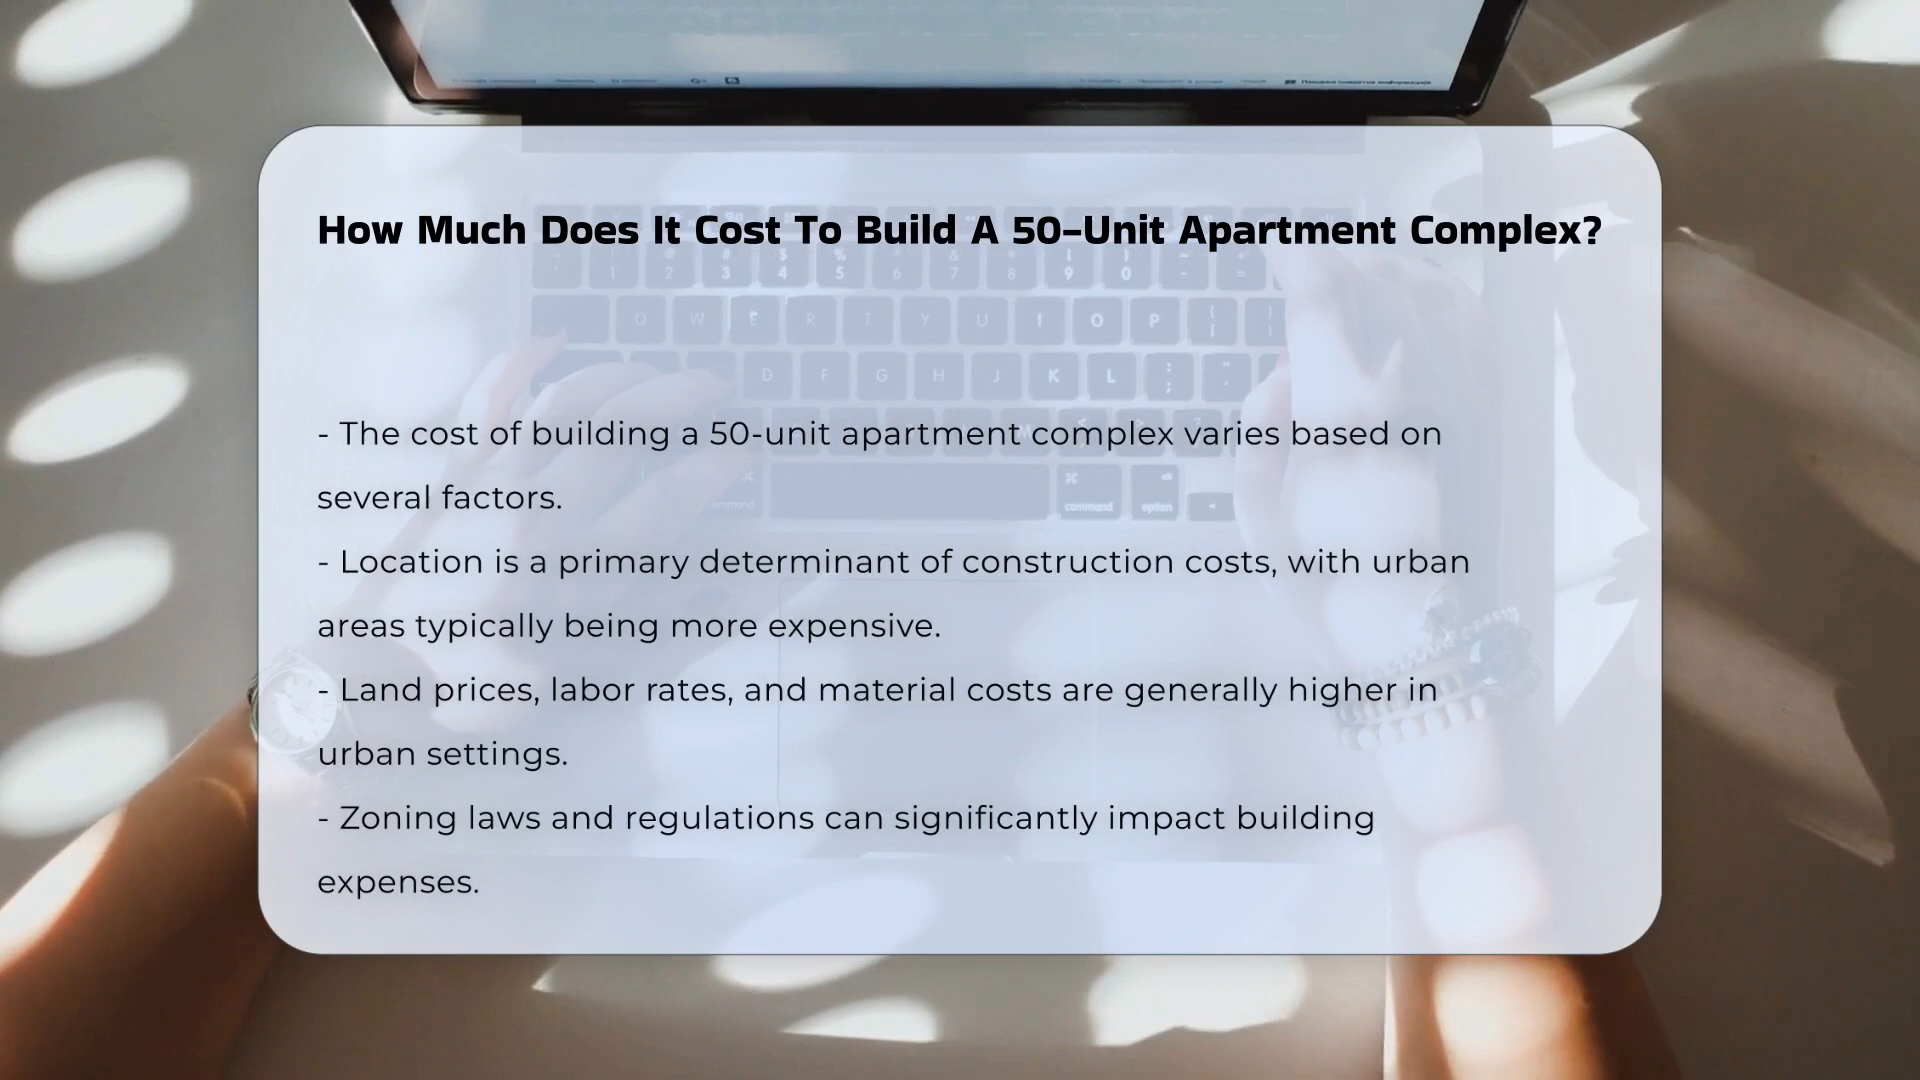 How Much Does It Cost To Build A 50-Unit Apartment Complex?
- The cost of building a 50-unit apartment complex varies based on
several factors.
- Location is a primary determinant of construction costs, with urban
areas typically being more expensive.
- Land prices, labor rates, and material costs are generally higher in
urban settings.
- Zoning laws and regulations can significantly impact building
expenses.